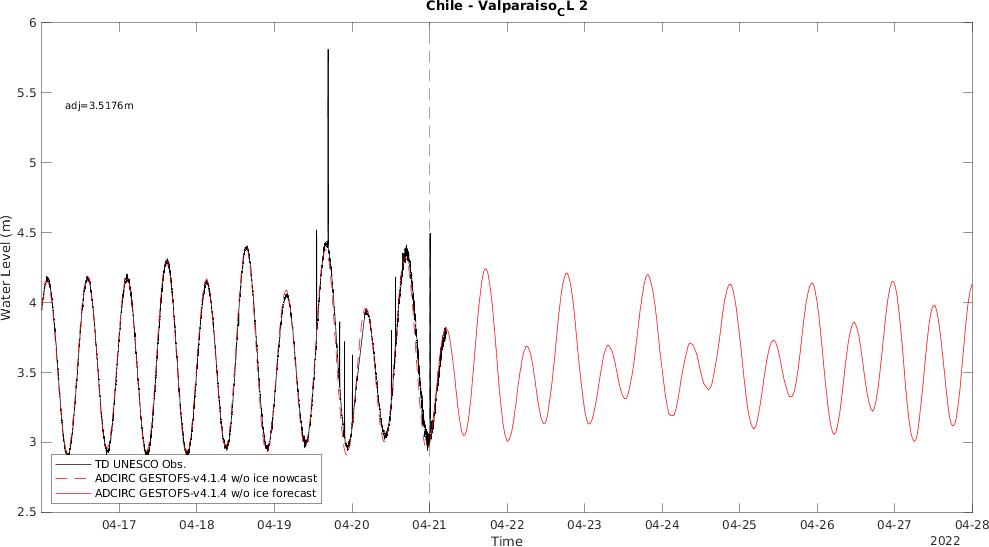 Chile - Valparaiso_CL 2
6
5.5
5
4.5
4
3.5
3
2.5
Water Level (m)
adj=3.5176m
TD UNESCO Obs.
ADCIRC GESTOFS-v4.1.4 w/o ice nowcast
ADCIRC GESTOFS-v4.1.4 w/o ice forecast
04-17 04-18 04-19 04-20 04-21 04-22 04-23 04-24 04-25 04-26 04-27 04-28
Time
2022